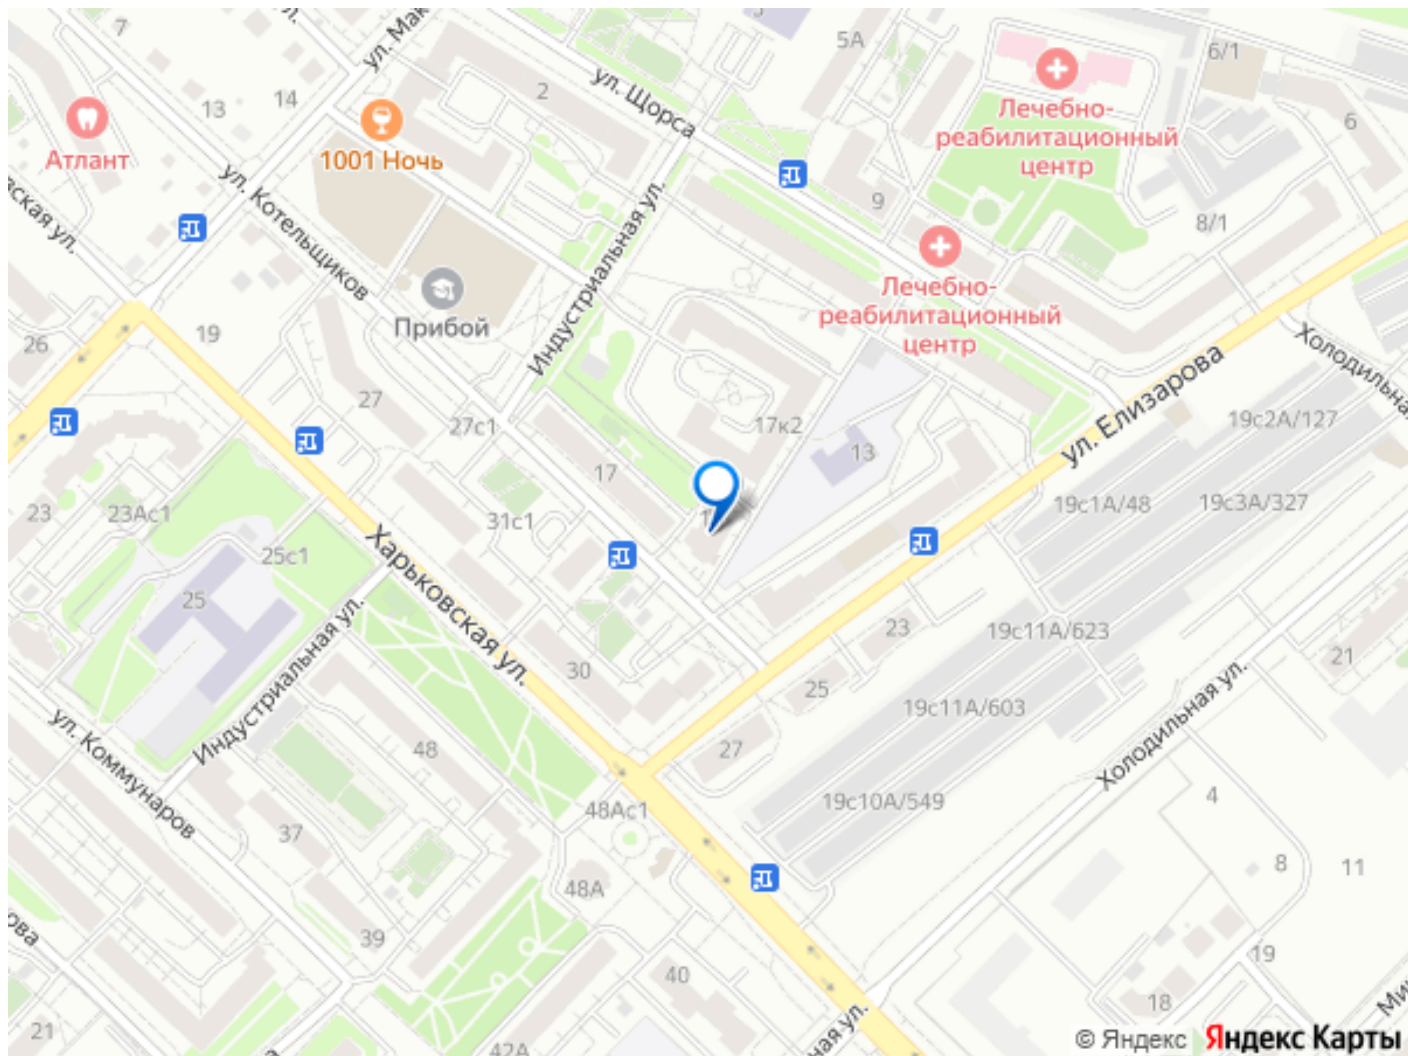 7
ул. Мак
5А
6/1
2
ул. Щорса
13
14
Лечебно-
реабилитационный
центр
6
Атлант
1001 Ночь
ул. Котельщиков
вская ул.
Индустриальная ул.
9
8/1
Лечебно-
реабилитационный
центр
Прибой
19
26
27
27с1
17к2
13
17
ул. Елизарова
Холодильная
19с2А/127
19с1А/48
19с3А/327
23
23Ас1
31с1
25с1
25
Харьковская ул.
Индустриальная ул.
30
23
25
27
19с11А/623
19с11А/603
21
Холодильная ул.
ул. Коммунаров
48
37
48Ас1
19с10А/549
4
8
11
48А
39
40
19
18
ова
21
42А
ная ул.
Ми
© Яндекс Яндекс Карты